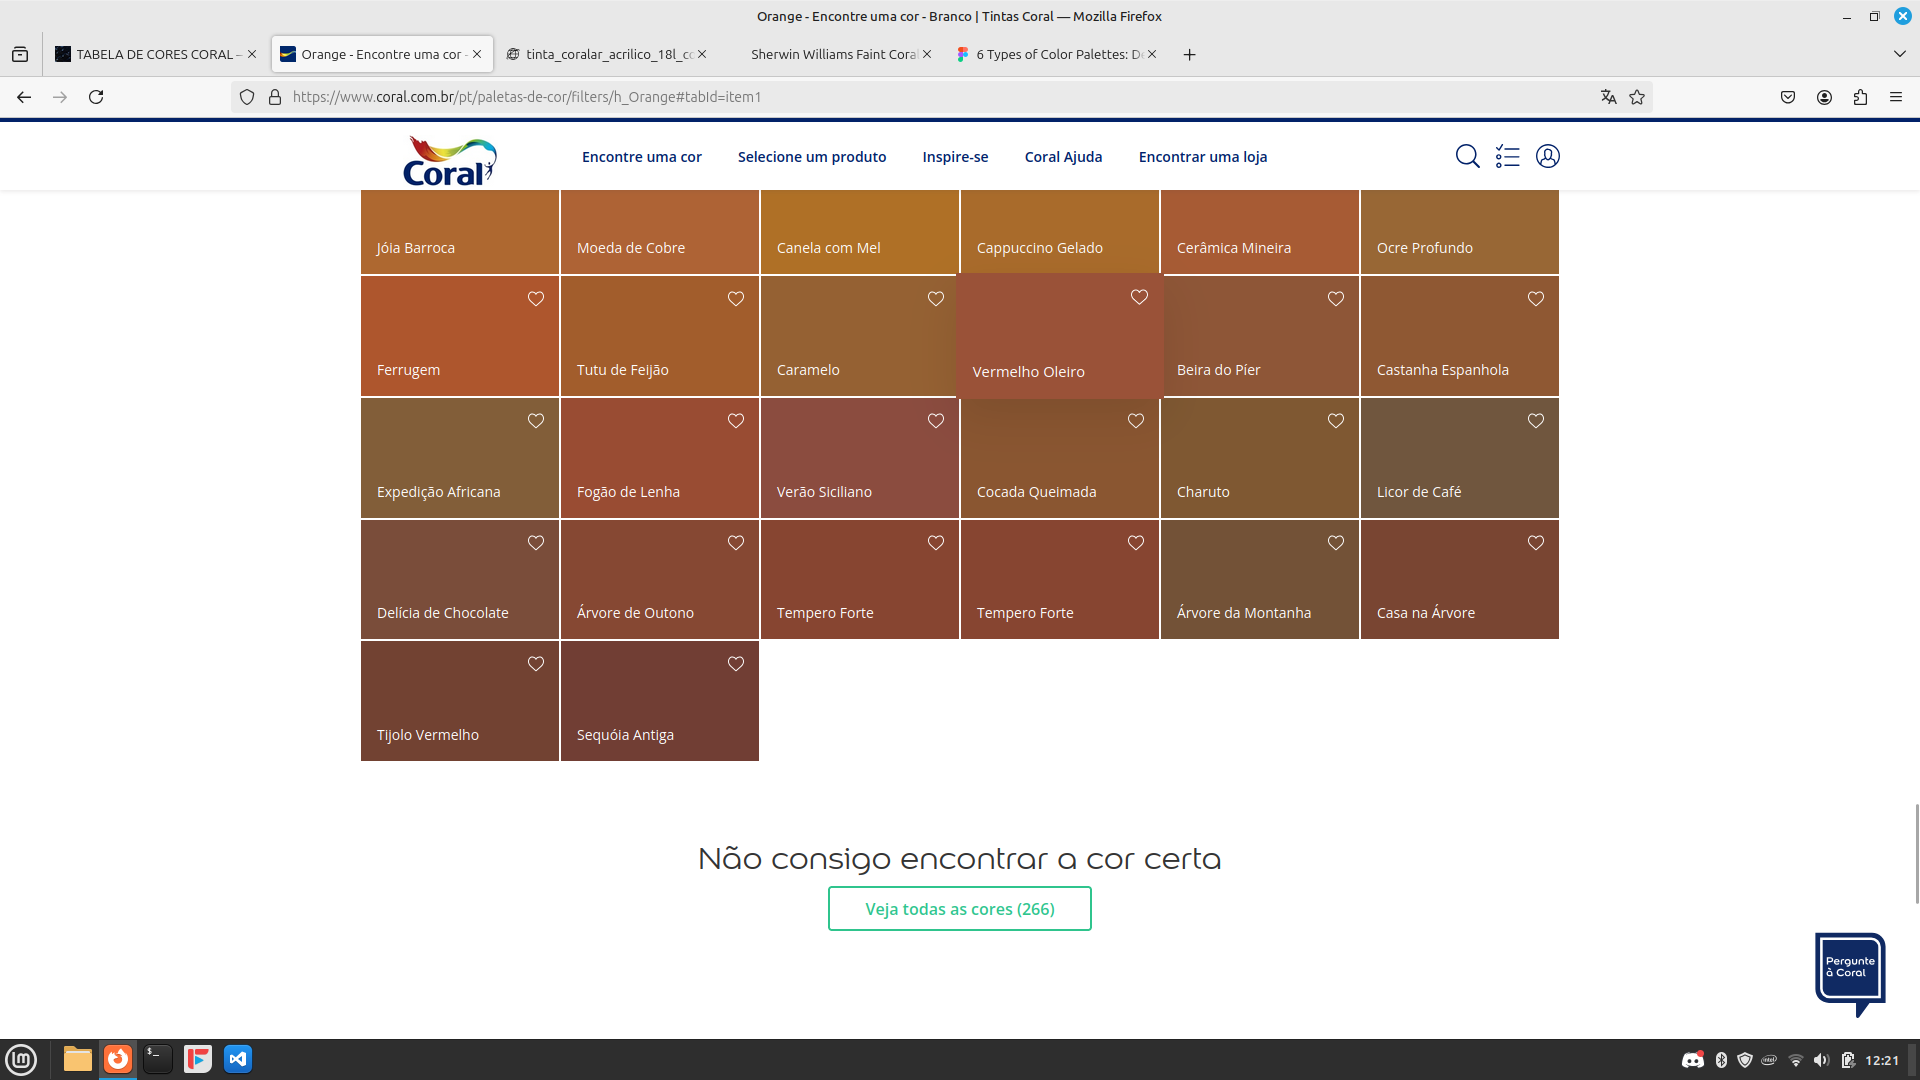 Orange - Encontre uma cor - Branco | Tintas Coral — Mozilla Firefox
TABELA DE CORES CORAL –
Orange - Encontre uma cor -
tinta_coralar_acrilico_18l_cc
Sherwin Williams Faint Coral
6 Types of Color Palettes: De
https://www.coral.com.br/pt/paletas-de-cor/filters/h_Orange#tabId=item1
Coral
Encontre uma cor
Selecione um produto
Inspire-se
Coral Ajuda
Encontrar uma loja
Jóia Barroca
Moeda de Cobre
Canela com Mel
Cappuccino Gelado
Cerâmica Mineira
Ocre Profundo
Ferrugem
Tutu de Feijão
Caramelo
Vermelho Oleiro
Beira do Píer
Castanha Espanhola
Expedição Africana
Fogão de Lenha
Verão Siciliano
Cocada Queimada
Charuto
Licor de Café
Delícia de Chocolate
Árvore de Outono
Tempero Forte
Tempero Forte
Árvore da Montanha
Casa na Árvore
Tijolo Vermelho
Sequóia Antiga
Não consigo encontrar a cor certa
Veja todas as cores (266)
Pergunte
à Coral
12:21